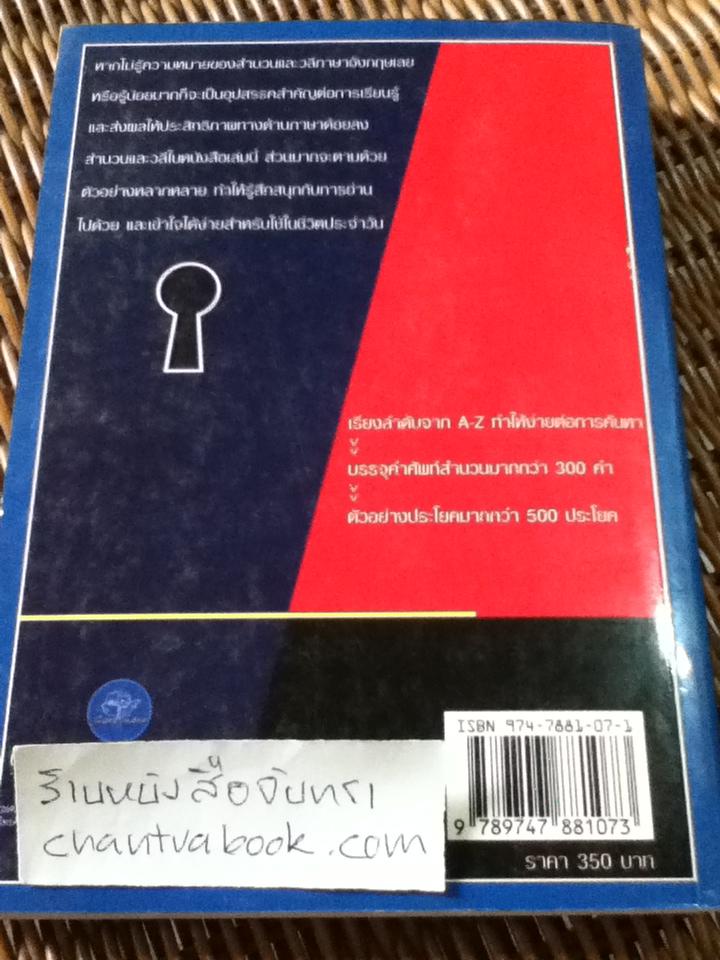 หากไม่รู้ความหมายของสำนวนและวลีภาษาอังกฤษเลย
หรือรู้น้อยมากก็จะเป็นอุปสรรคสำคัญต่อการเรียนรู้
และส่งผลให้ประสิทธิภาพทางด้านภาษาด้อยลง
สำนวนและวลีในหนังสือเล่มนี้ ส่วนมากจะตามด้วย
ตัวอย่างหลากหลาย ทำให้รู้สึกสนุกกับการอ่าน
ไปด้วย และเข้าใจได้ง่ายสำหรับใช้ในชีวิตประจำวัน
เรียงลำดับจาก A-Z ทำให้ง่ายต่อการค้นหา
บรรจุคำศัพท์สำนวนมากกว่า 300 คำ
ตัวอย่างประโยคมากกว่า 500 ประโยค
ISBN 974-7881-07-1
9 789747 881073
ราคา 350 บาท
ร้านหนังสือจันทรา
chantrabook.com